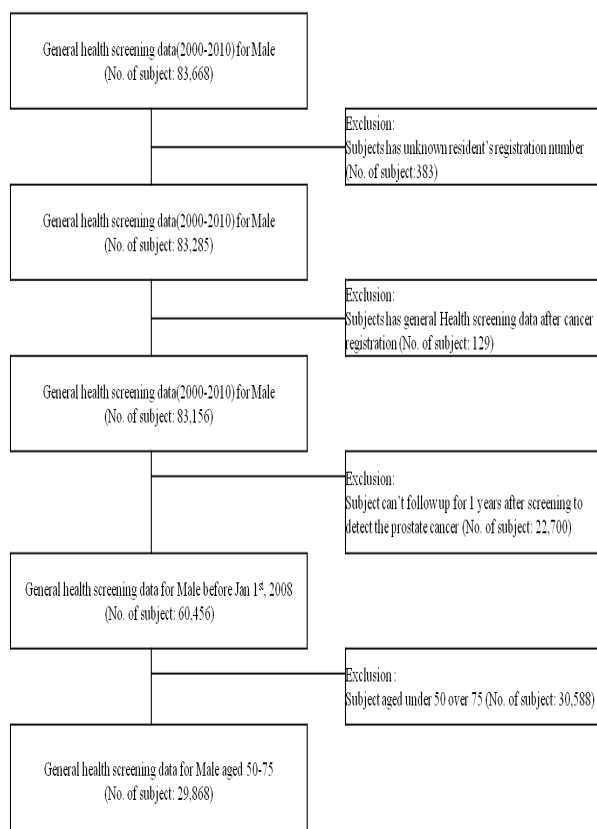 General health screening data(2000-2010) for Male
(No. of subject: 83,668)
Exclusion:
Subjects has unknown resident's registration number
(No. of subject:383)
General health screening data(2000-2010) for Male
(No. of subject: 83,285)
Exclusion:
Subjects has general Health screening data after cancer
registration (No. of subject: 129)
General health screening data(2000-2010) for Male
(No. of subject: 83,156)
Exclusion:
Subject can't follow up for 1 years after screening to
detect the prostate cancer (No. of subject: 22,700)
General health screening data for Male before Jan 1st, 2008
(No. of subject: 60,456)
Exclusion :
Subject aged under 50 over 75 (No. of subject: 30,588)
General health screening data for Male aged 50-75
(No. of subject: 29,868)